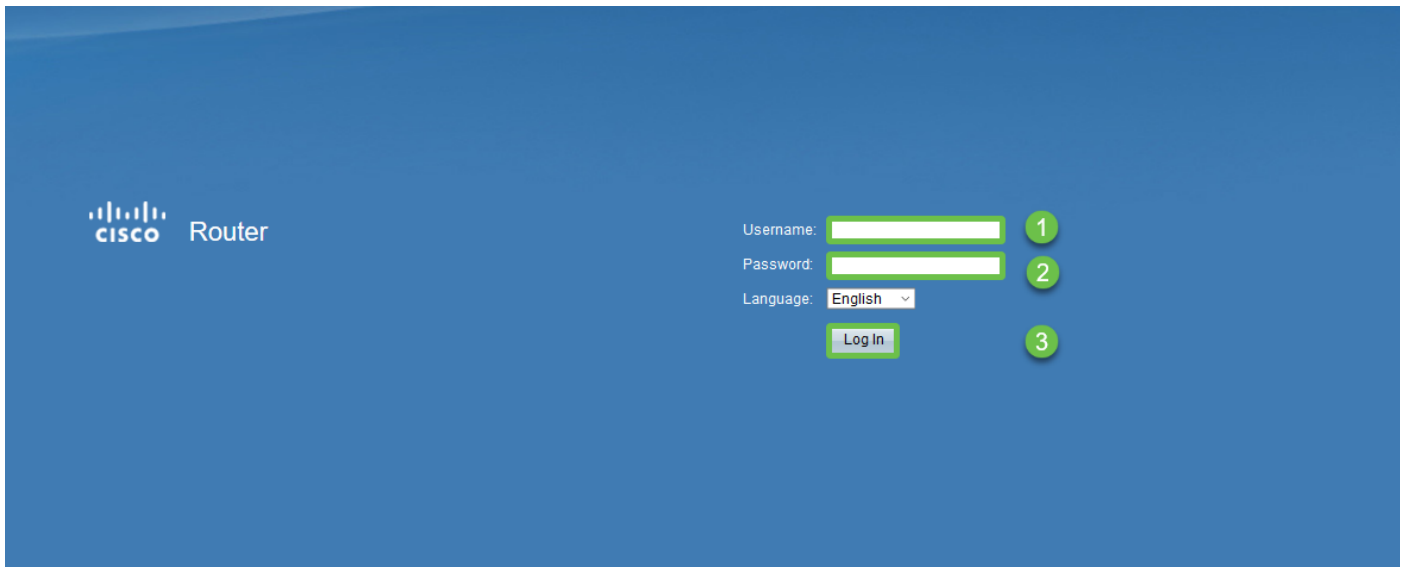 cisco Router
Username: 1
Password: 2
Language: English
Log In 3